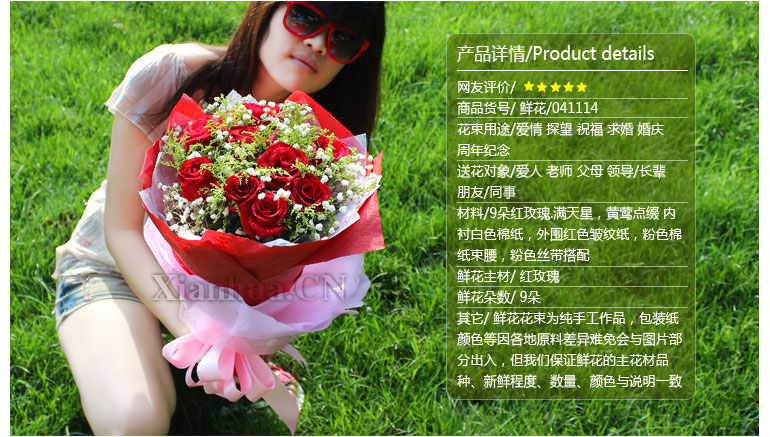 产品详情/Product details
网友评价/ ★★★★★
商品货号/ 鲜花/041114
花束用途/爱情 探望 祝福 求婚 婚庆
周年纪念
送花对象/爱人 老师 父母 领导/长辈
朋友/同事
材料/9朵红玫瑰.满天星，黄莺点缀 内
衬白色棉纸，外围红色皱纹纸，粉色棉
纸束腰，粉色丝带搭配
鲜花主材/ 红玫瑰
鲜花朵数/ 9朵
其它/ 鲜花花束为纯手工作品，包装纸
颜色等因各地原料差异难免会与图片部
分出入，但我们保证鲜花的主花材品
种、新鲜程度、数量、颜色与说明一致
Xianhua.CN